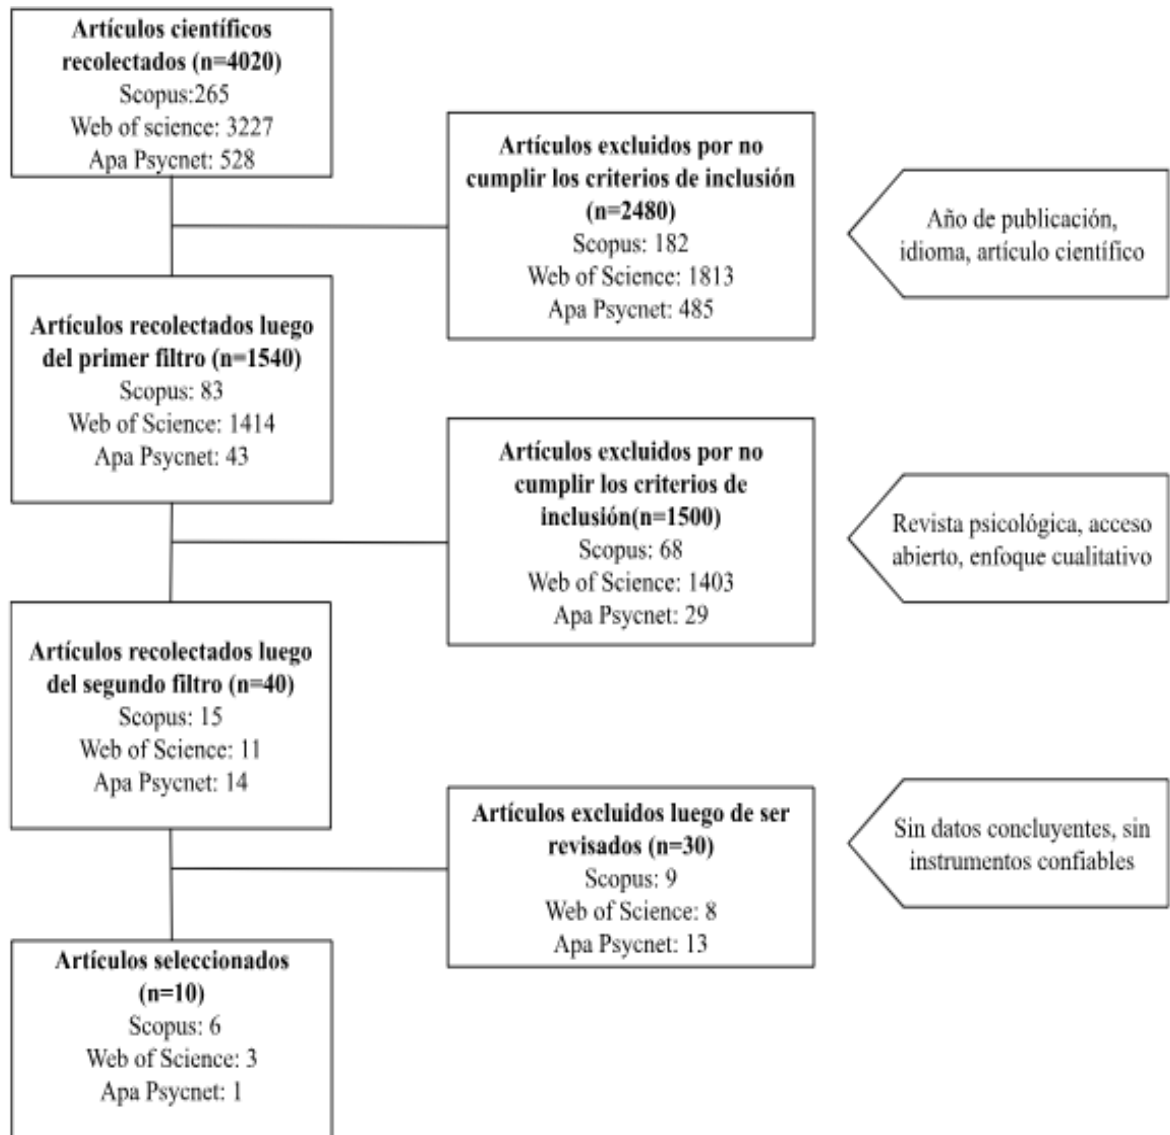 Artículos científicos
recolectados (n=4020)
Scopus:265
Web of science: 3227
Apa Psycnet: 528
Artículos excluidos por no
cumplir los criterios de inclusión
(n=2480)
Scopus: 182
Web of Science: 1813
Apa Psycnet: 485
Año de publicación,
idioma, artículo científico
Artículos recolectados luego
del primer filtro (n=1540)
Scopus: 83
Web of Science: 1414
Apa Psycnet: 43
Artículos excluidos por no
cumplir los criterios de
inclusión(n=1500)
Scopus: 68
Web of Science: 1403
Apa Psycnet: 29
Revista psicológica, acceso
abierto, enfoque cualitativo
Artículos recolectados luego
del segundo filtro (n=40)
Scopus: 15
Web of Science: 11
Apa Psycnet: 14
Artículos excluidos luego de ser
revisados (n=30)
Scopus: 9
Web of Science: 8
Apa Psycnet: 13
Sin datos concluyentes, sin
instrumentos confiables
Artículos seleccionados
(n=10)
Scopus: 6
Web of Science: 3
Apa Psycnet: 1